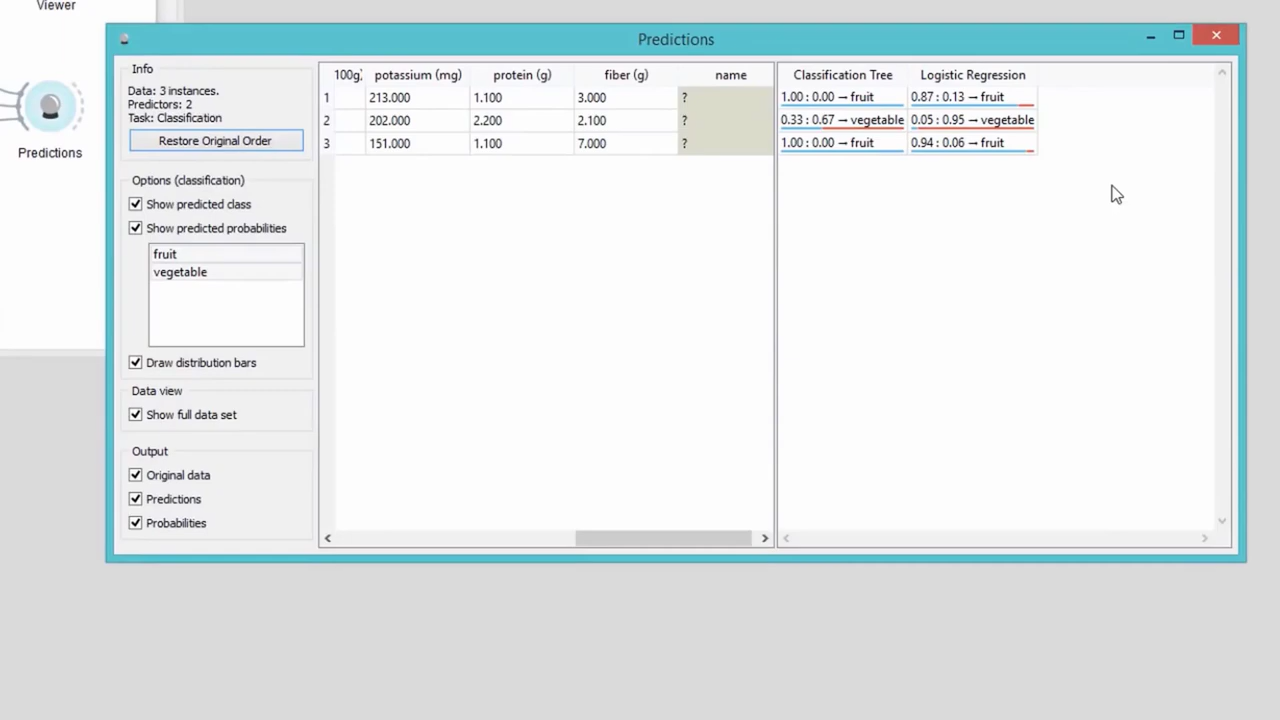 Viewer
Predictions
Predictions
Info
Data: 3 instances.
Predictors: 2
Task: Classification
Restore Original Order
Options (classification)
Show predicted class
Show predicted probabilities
fruit
vegetable
Draw distribution bars
Data view
Show full data set
Output
Original data
Predictions
Probabilities
100g, potassium (mg) protein (g) fiber (g) name
1 213.000 1.100 3.000 ?
2 202.000 2.200 2.100 ?
3 151.000 1.100 7.000 ?
Classification Tree Logistic Regression
1.00 : 0.00 → fruit 0.87 : 0.13 → fruit
0.33 : 0.67 → vegetable 0.05 : 0.95 → vegetable
1.00 : 0.00 → fruit 0.94 : 0.06 → fruit